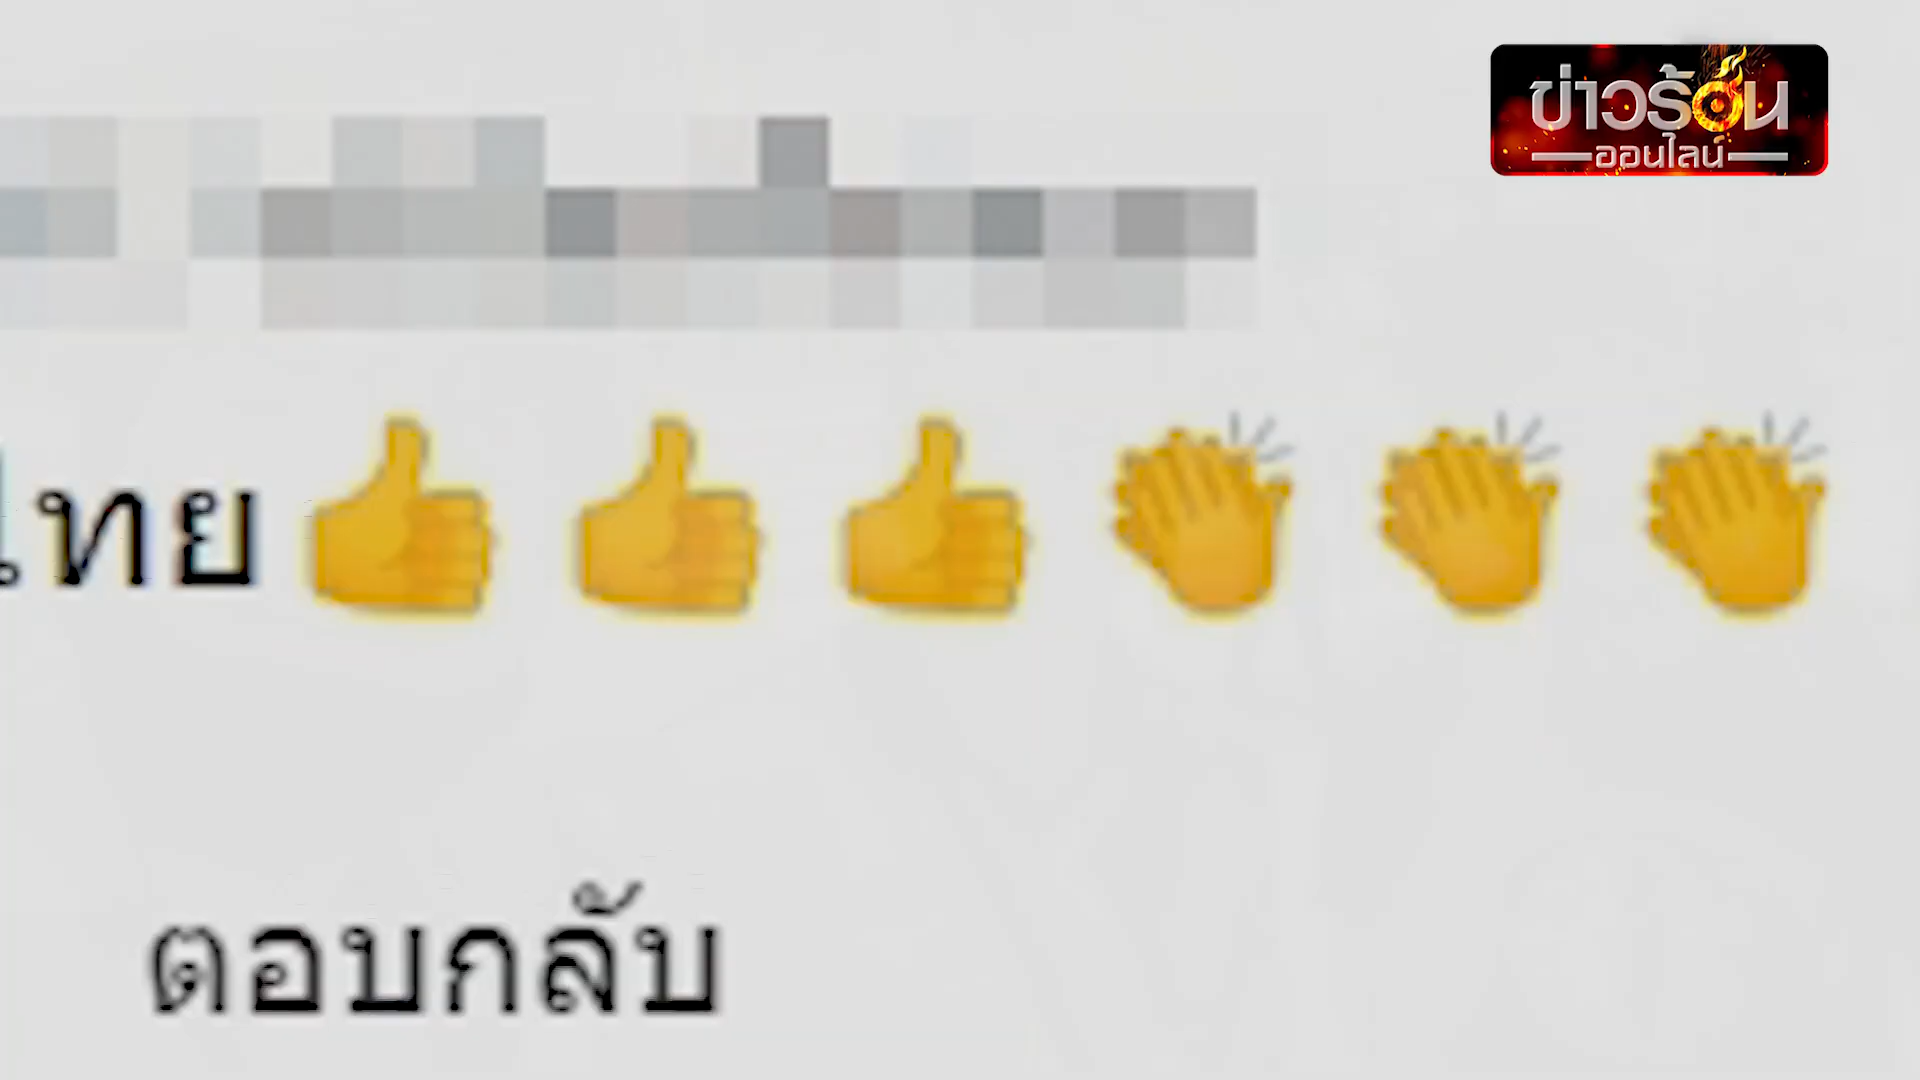 ข่าวร้อน
ออนไลน์
ไทย👍👍👍👏👏👏
ตอบกลับ